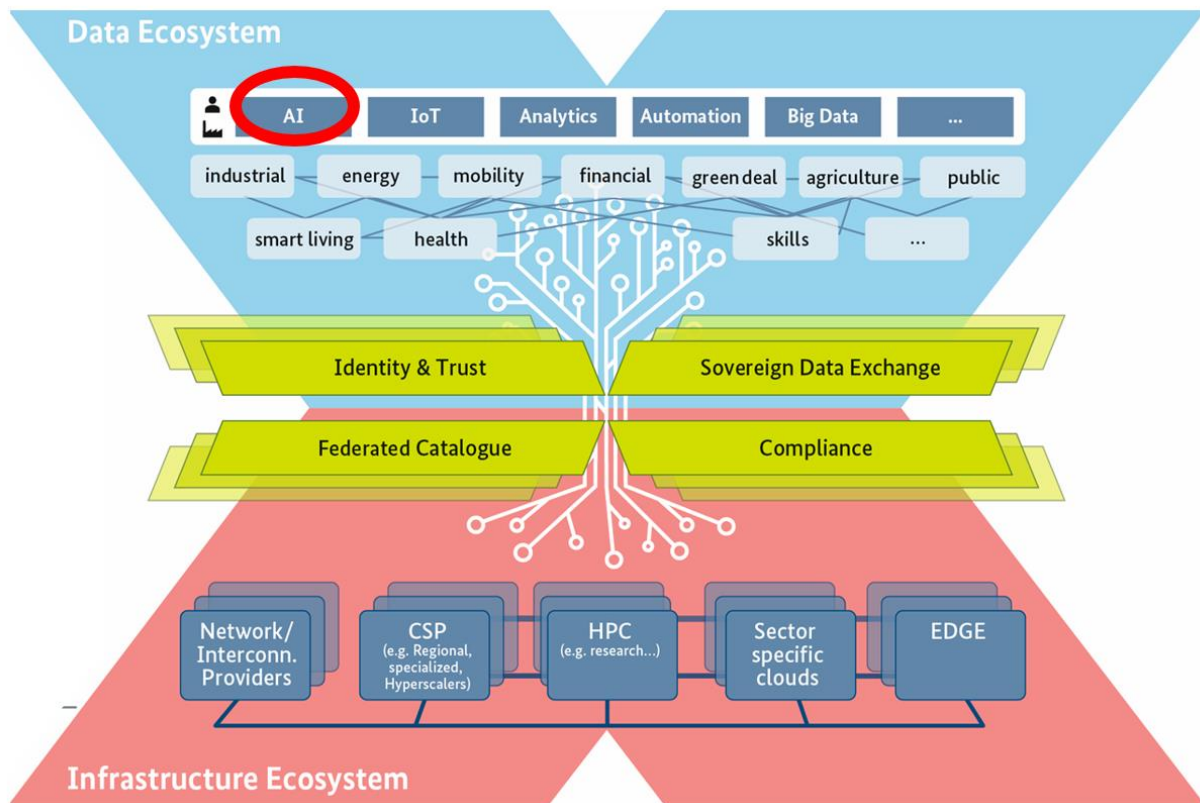 Data Ecosystem
AI
IoT
Analytics
Automation
Big Data
...
industrial
energy
mobility
financial
green deal
agriculture
public
smart living
health
skills
...
Identity & Trust
Sovereign Data Exchange
Federated Catalogue
Compliance
Network/
Interconn.
Providers
CSP
(e.g. Regional,
specialized,
Hyperscalers)
HPC
(e.g. research...)
Sector
specific
clouds
EDGE
Infrastructure Ecosystem